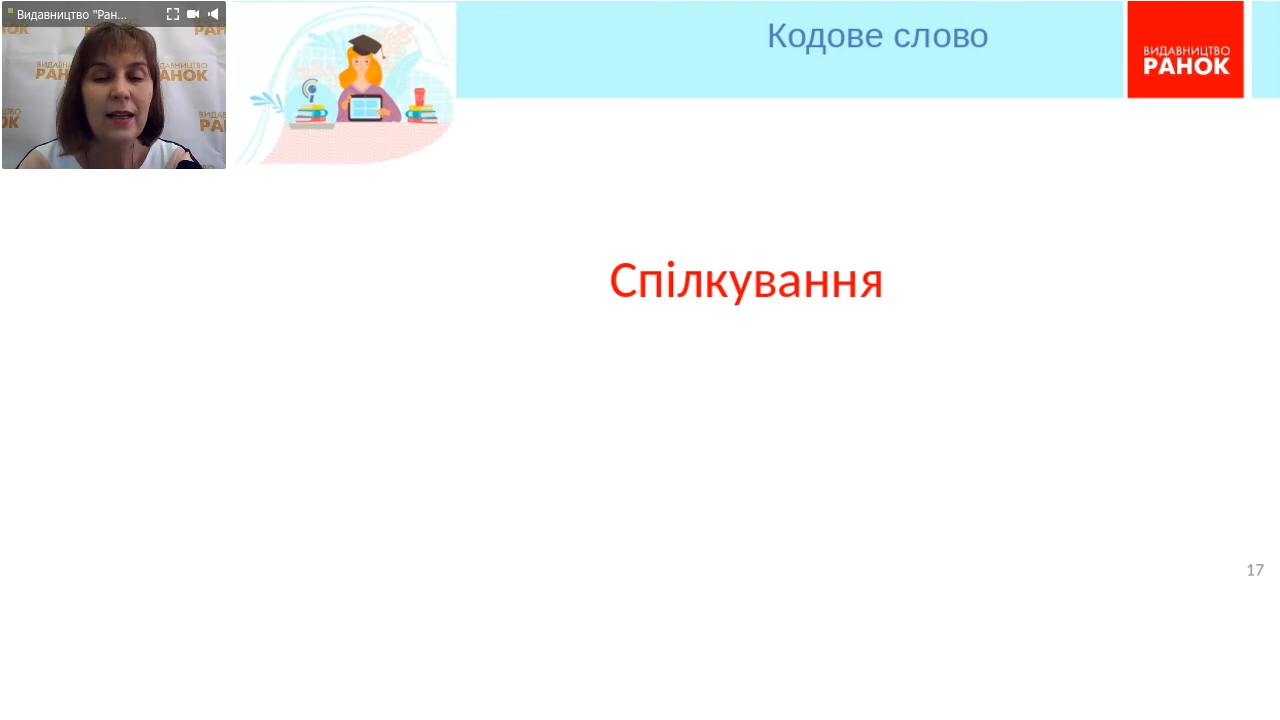 Видавництво "Ран...
Кодове слово
ВИДАВНИЦТВО
РАНОК
Спілкування
17